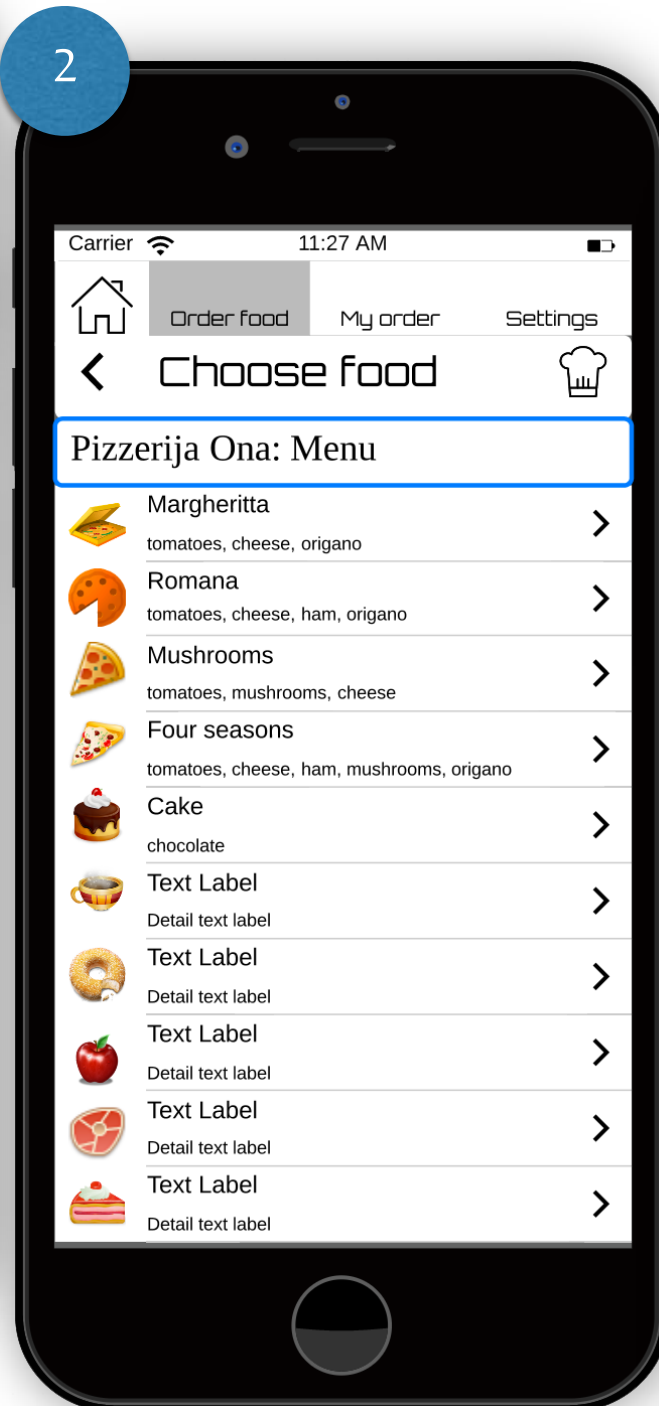 2
Carrier 11:27 AM
Order food My order Settings
Choose food
Pizzerija Ona: Menu
Margheritta
tomatoes, cheese, origano
Romana
tomatoes, cheese, ham, origano
Mushrooms
tomatoes, mushrooms, cheese
Four seasons
tomatoes, cheese, ham, mushrooms, origano
Cake
chocolate
Text Label
Detail text label
Text Label
Detail text label
Text Label
Detail text label
Text Label
Detail text label
Text Label
Detail text label